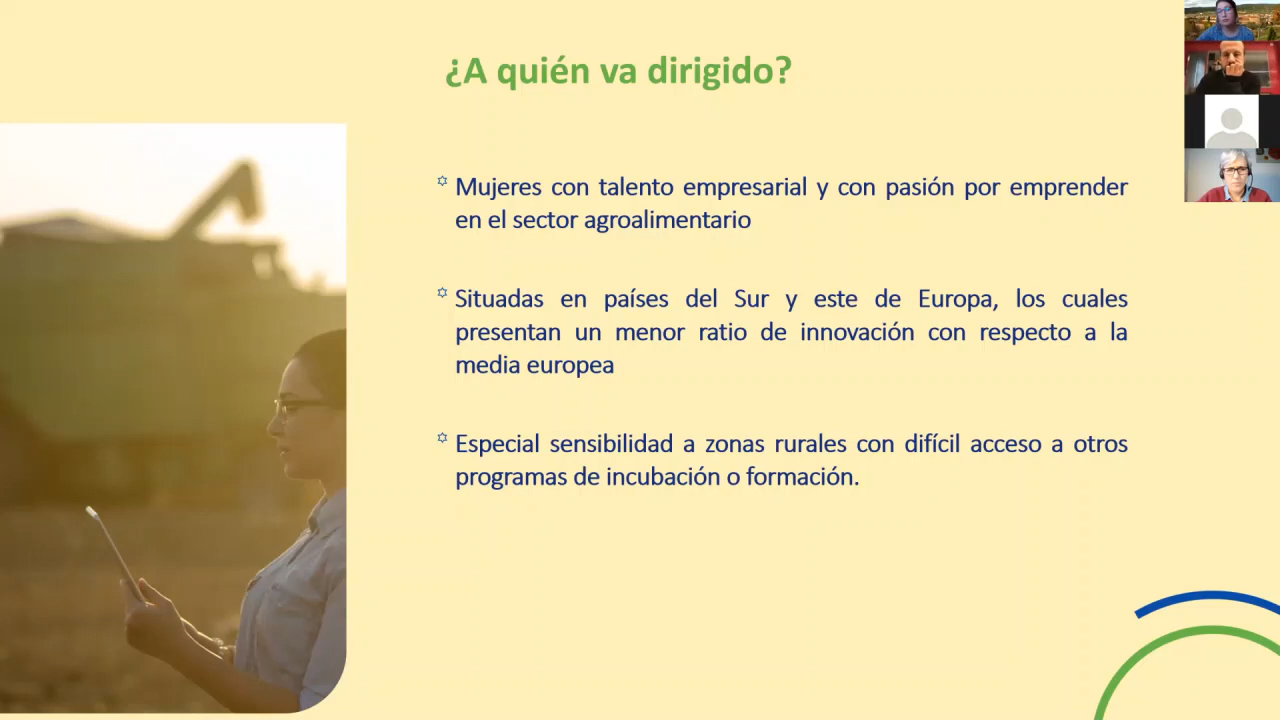 ¿A quién va dirigido?
Mujeres con talento empresarial y con pasión por emprender
en el sector agroalimentario
Situadas en países del Sur y este de Europa, los cuales
presentan un menor ratio de innovación con respecto a la
media europea
Especial sensibilidad a zonas rurales con difícil acceso a otros
programas de incubación o formación.